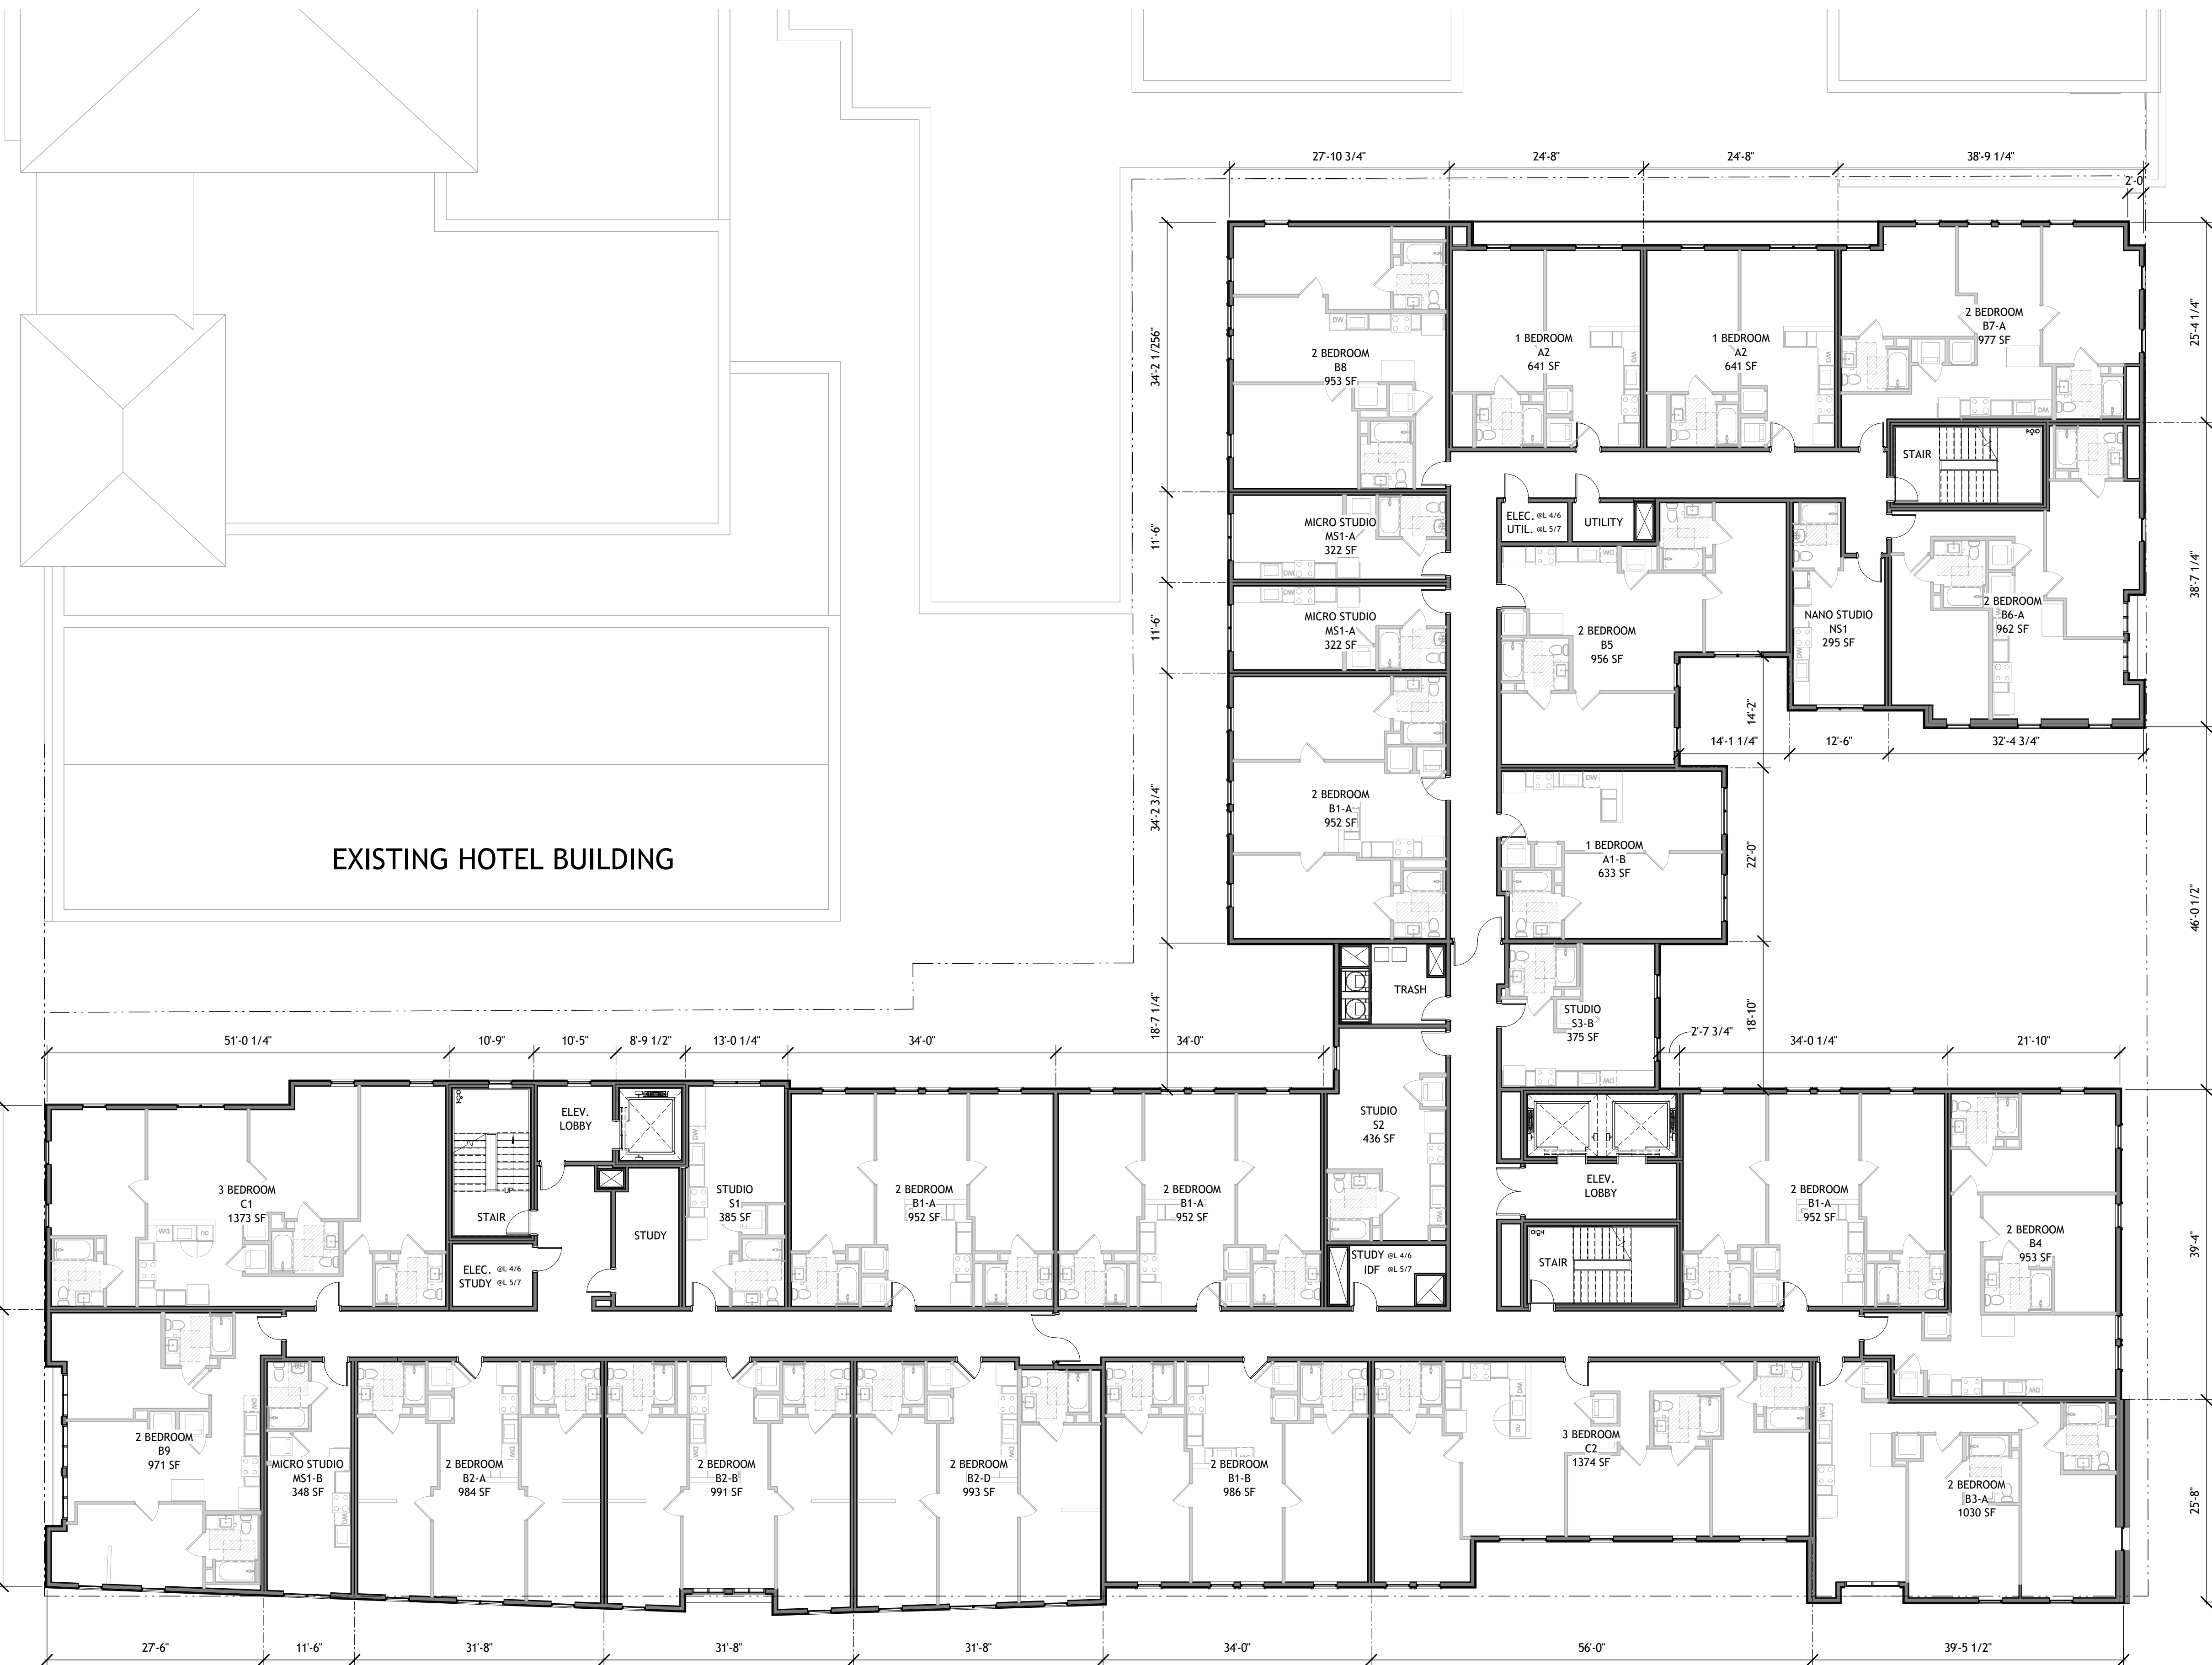 27'-10 3/4"
24'-8"
24'-8"
38'-9 1/4"
2'-0
25'-4 1/4"
38'-7 1/4"
46'-0 1/2"
39'-4"
25'-8"
34'-2 1/256"
11'-6"
11'-6"
34'-2 3/4"
18'-7 1/4"
2 BEDROOM
B8
953 SF
1 BEDROOM
A2
641 SF
1 BEDROOM
A2
641 SF
2 BEDROOM
B7-A
977 SF
STAIR
MICRO STUDIO
MS1-A
322 SF
ELEC. @L 4/6
UTIL. @L 5/7
UTILITY
MICRO STUDIO
MS1-A
322 SF
2 BEDROOM
B5
956 SF
NANO STUDIO
NS1
295 SF
2 BEDROOM
B6-A
962 SF
14'-2"
14'-1 1/4"
12'-6"
32'-4 3/4"
2 BEDROOM
B1-A
952 SF
1 BEDROOM
A1-B
633 SF
22'-0"
EXISTING HOTEL BUILDING
TRASH
STUDIO
S3-B
375 SF
18'-10"
2'-7 3/4"
34'-0 1/4"
21'-10"
51'-0 1/4"
10'-9"
10'-5"
8'-9 1/2"
13'-0 1/4"
34'-0"
34'-0"
ELEV.
LOBBY
STUDIO
S2
436 SF
3 BEDROOM
C1
1373 SF
UP
STAIR
STUDY
STUDIO
S1
385 SF
2 BEDROOM
B1-A
952 SF
2 BEDROOM
B1-A
952 SF
ELEV.
LOBBY
2 BEDROOM
B1-A
952 SF
2 BEDROOM
B4
953 SF
ELEC. @L 4/6
STUDY @L 5/7
STUDY @L 4/6
IDF @L 5/7
STAIR
2 BEDROOM
B9
971 SF
MICRO STUDIO
MS1-B
348 SF
2 BEDROOM
B2-A
984 SF
2 BEDROOM
B2-B
991 SF
2 BEDROOM
B2-D
993 SF
2 BEDROOM
B1-B
986 SF
3 BEDROOM
C2
1374 SF
2 BEDROOM
B3-A
1030 SF
27'-6"
11'-6"
31'-8"
31'-8"
31'-8"
34'-0"
56'-0"
39'-5 1/2"